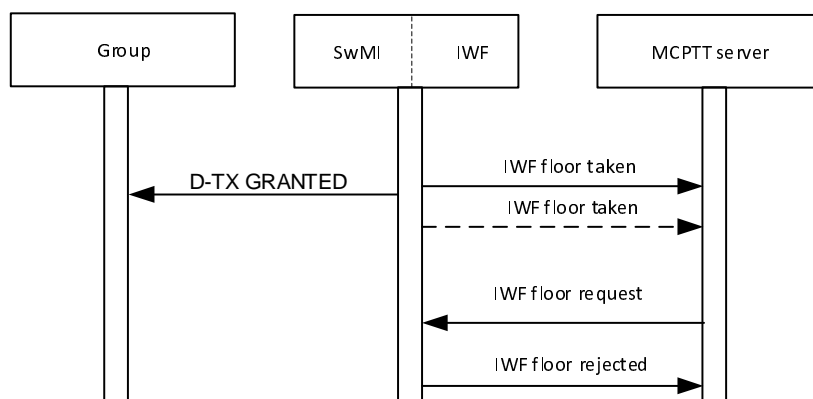 Group
SwMI IWF
MCPTT server
IWF floor taken
D-TX GRANTED
IWF floor taken
IWF floor request
IWF floor rejected